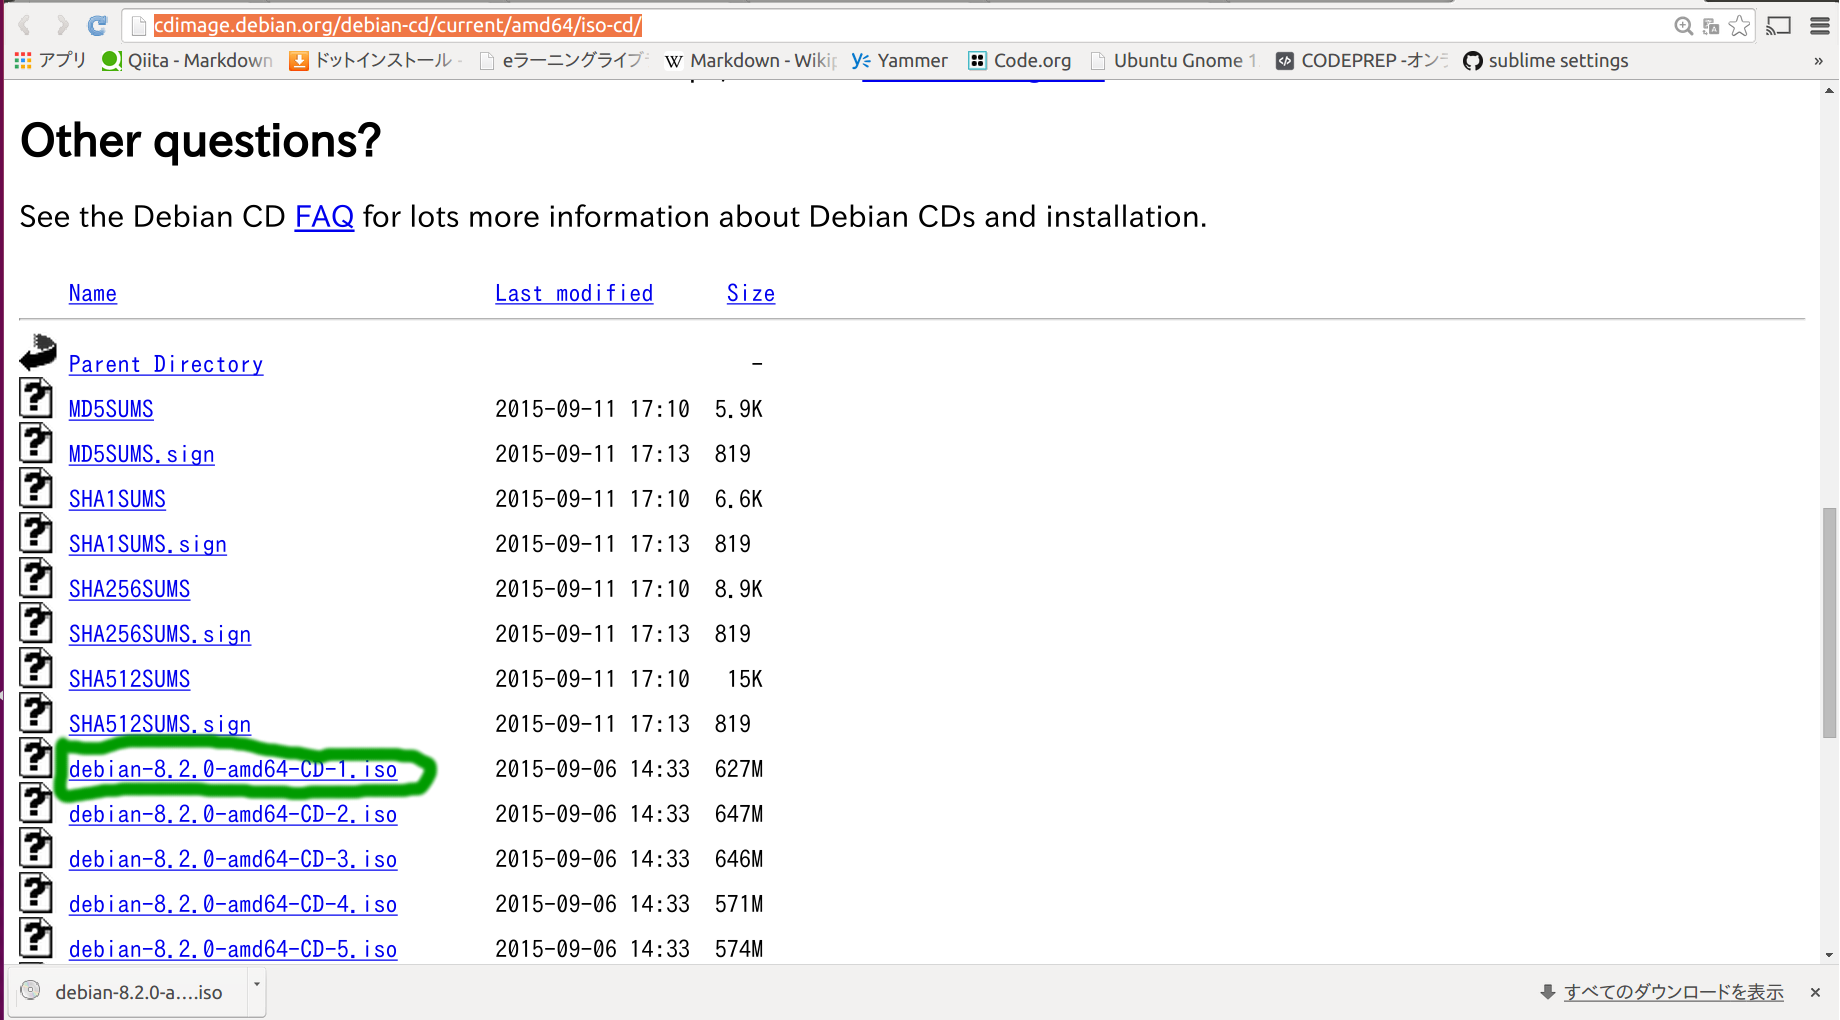 cdimage.debian.org/debian-cd/current/amd64/iso-cd/
アプリ Qiita - Markdown ドットインストール - eラーニングライブ W Markdown - Wikip Yammer Code.org Ubuntu Gnome 1 CODEPREP -オン sublime settings »
Other questions?
See the Debian CD FAQ for lots more information about Debian CDs and installation.
Name Last modified Size
Parent Directory -
MD5SUMS 2015-09-11 17:10 5.9K
MD5SUMS.sign 2015-09-11 17:13 819
SHA1SUMS 2015-09-11 17:10 6.6K
SHA1SUMS.sign 2015-09-11 17:13 819
SHA256SUMS 2015-09-11 17:10 8.9K
SHA256SUMS.sign 2015-09-11 17:13 819
SHA512SUMS 2015-09-11 17:10 15K
SHA512SUMS.sign 2015-09-11 17:13 819
debian-8.2.0-amd64-CD-1.iso 2015-09-06 14:33 627M
debian-8.2.0-amd64-CD-2.iso 2015-09-06 14:33 647M
debian-8.2.0-amd64-CD-3.iso 2015-09-06 14:33 646M
debian-8.2.0-amd64-CD-4.iso 2015-09-06 14:33 571M
debian-8.2.0-amd64-CD-5.iso 2015-09-06 14:33 574M
debian-8.2.0-a....iso すべてのダウンロードを表示